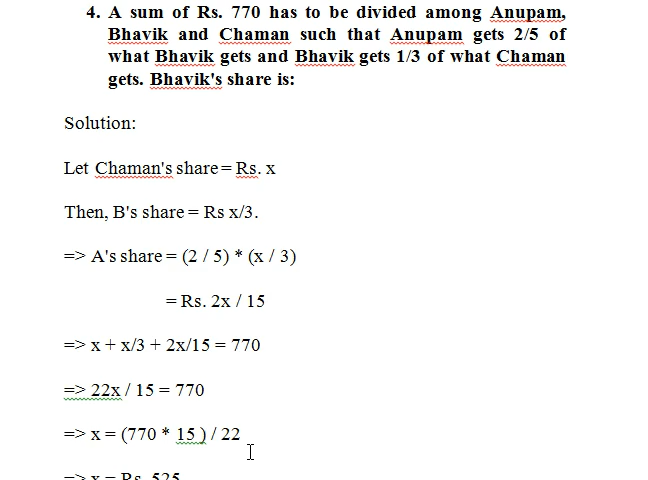 4. A sum of Rs. 770 has to be divided among Anupam,
Bhavik and Chaman such that Anupam gets 2/5 of
what Bhavik gets and Bhavik gets 1/3 of what Chaman
gets. Bhavik's share is:
Solution:
Let Chaman's share = Rs. x
Then, B's share = Rs x/3.
=> A's share = (2 / 5) * (x / 3)
= Rs. 2x / 15
=> x + x/3 + 2x/15 = 770
=> 22x / 15 = 770
=> x = (770 * 15 ) / 22
=> x = Rs. 525